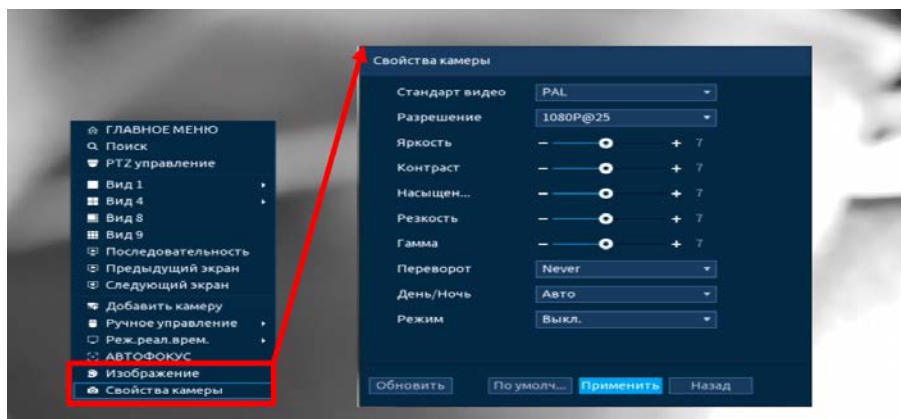 ГЛАВНОЕ МЕНЮ
Поиск
PTZ управление
Вид 1
Вид 4
Вид 8
Вид 9
Последовательность
Предыдущий экран
Следующий экран
Добавить камеру
Ручное управление
Реж.реал.врем.
АВТОФОКУС
Изображение
Свойства камеры
Свойства камеры
Стандарт видео PAL
Разрешение 1080P@25
Яркость - + 7
Контраст - + 7
Насыщен... - + 7
Резкость - + 7
Гамма - + 7
Переворот Never
День/Ночь Авто
Режим Выкл.
Обновить По умолч... Применить Назад